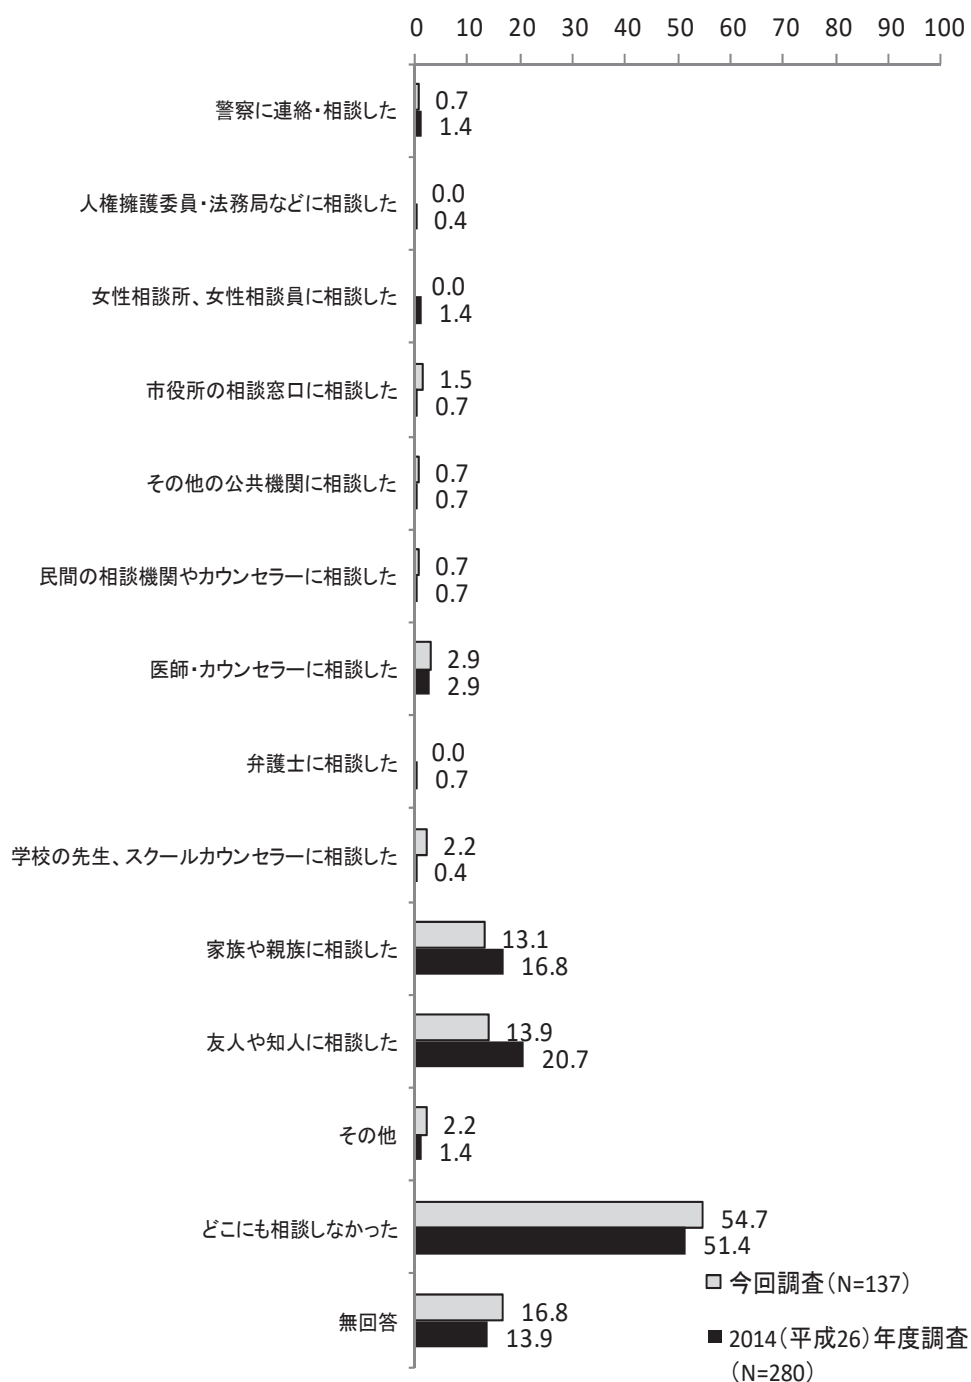 0 10 20 30 40 50 60 70 80 90 100
警察に連絡・相談した
0.7
1.4
人権擁護委員・法務局などに相談した
0.0
0.4
女性相談所、女性相談員に相談した
0.0
1.4
市役所の相談窓口に相談した
1.5
0.7
その他の公共機関に相談した
0.7
0.7
民間の相談機関やカウンセラーに相談した
0.7
0.7
医師・カウンセラーに相談した
2.9
2.9
弁護士に相談した
0.0
0.7
学校の先生、スクールカウンセラーに相談した
2.2
0.4
家族や親族に相談した
13.1
16.8
友人や知人に相談した
13.9
20.7
その他
2.2
1.4
どこにも相談しなかった
54.7
51.4
無回答
16.8
13.9
今回調査(N=137)
2014(平成26)年度調査
(N=280)